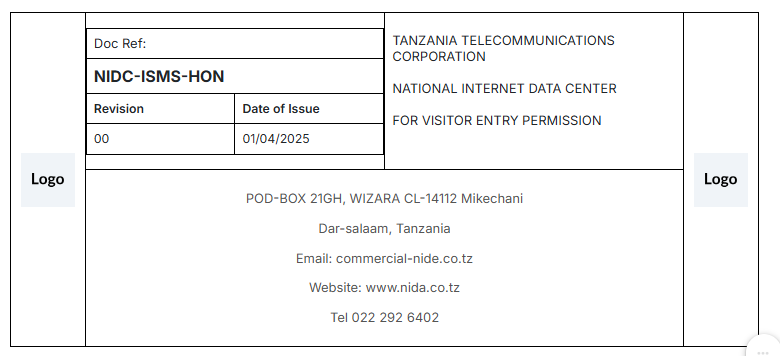 Logo
Doc Ref:
NIDC-ISMS-HON
Revision
Date of Issue
00
01/04/2025
TANZANIA TELECOMMUNICATIONS
CORPORATION
NATIONAL INTERNET DATA CENTER
FOR VISITOR ENTRY PERMISSION
POD-BOX 21GH, WIZARA CL-14112 Mikechani
Dar-salaam, Tanzania
Email: commercial-nide.co.tz
Website: www.nida.co.tz
Tel 022 292 6402
Logo